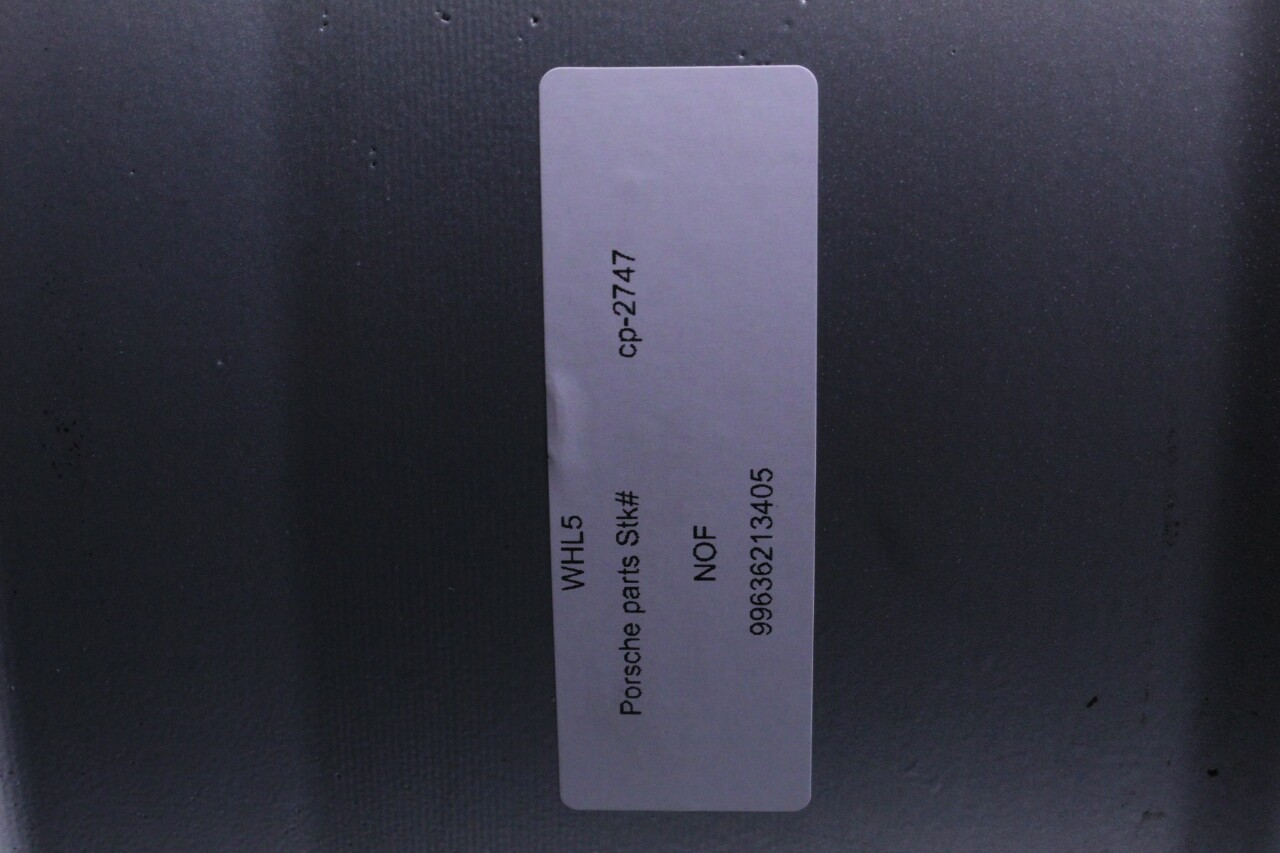 WHL5
Porsche parts Stk# cp-2747
NOF
99636213405